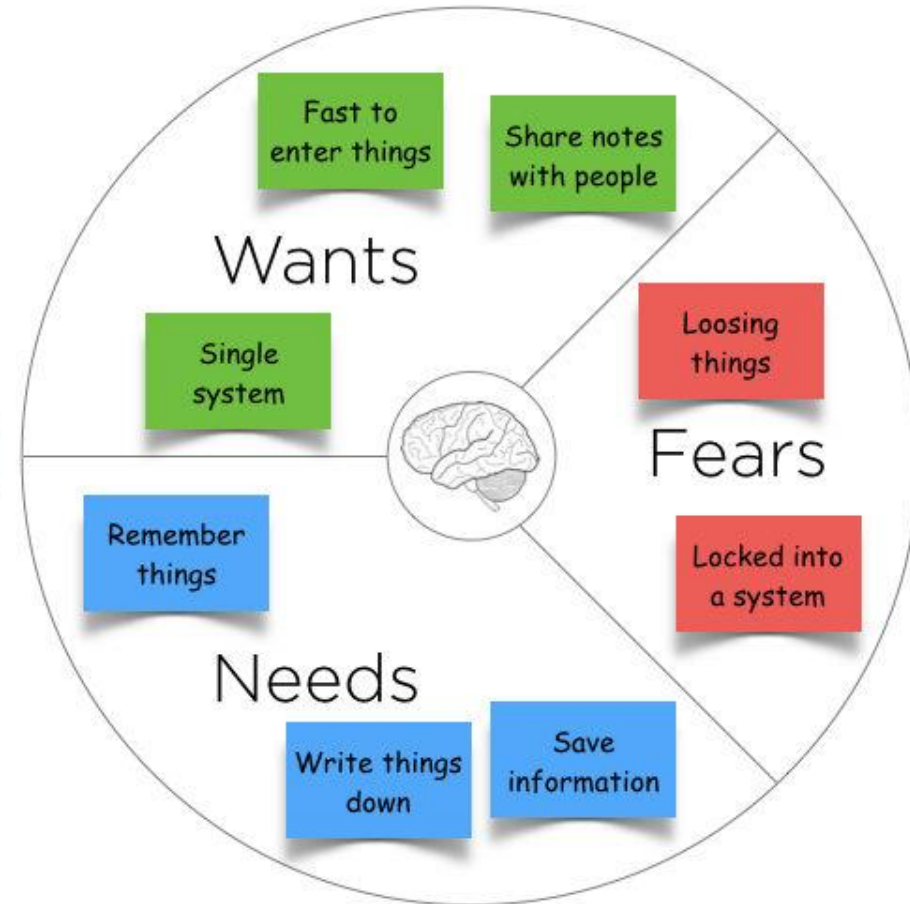 Fast to
enter things
Share notes
with people
Wants
Single
system
Loosing
things
Fears
Locked into
a system
Remember
things
Needs
Write things
down
Save
information